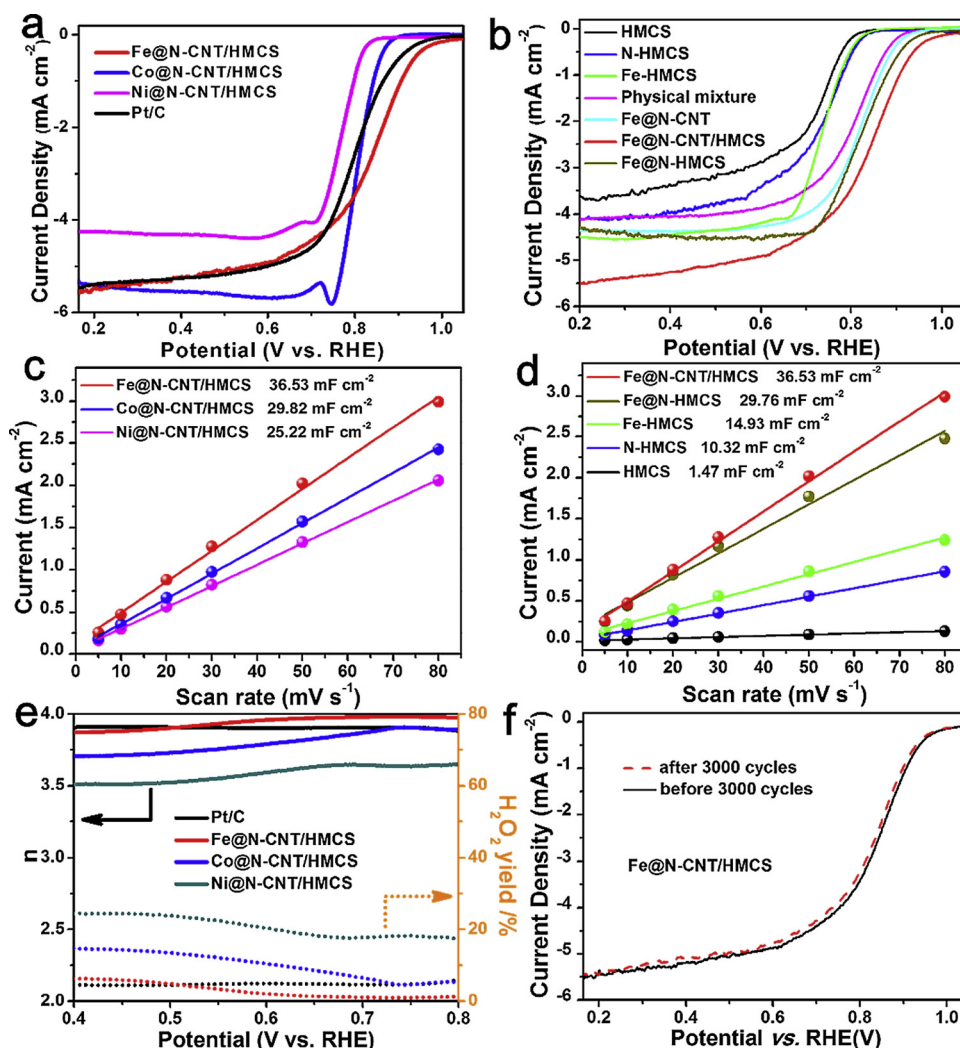 a
Fe@N-CNT/HMCS
Co@N-CNT/HMCS
Ni@N-CNT/HMCS
Pt/C
0
-2
-4
-6
Current Density (mA cm⁻²)
0.2 0.4 0.6 0.8 1.0
Potential (V vs. RHE)
b
HMCS
N-HMCS
Fe-HMCS
Physical mixture
Fe@N-CNT
Fe@N-CNT/HMCS
Fe@N-HMCS
0
-1
-2
-3
-4
-5
-6
Current Density (mA cm⁻²)
0.2 0.4 0.6 0.8 1.0
Potential (V vs. RHE)
c
Fe@N-CNT/HMCS 36.53 mF cm⁻²
Co@N-CNT/HMCS 29.82 mF cm⁻²
Ni@N-CNT/HMCS 25.22 mF cm⁻²
3.0
2.5
2.0
1.5
1.0
0.5
0.0
Current (mA cm⁻²)
0 10 20 30 40 50 60 70 80
Scan rate (mV s⁻¹)
d
Fe@N-CNT/HMCS 36.53 mF cm⁻²
Fe@N-HMCS 29.76 mF cm⁻²
Fe-HMCS 14.93 mF cm⁻²
N-HMCS 10.32 mF cm⁻²
HMCS 1.47 mF cm⁻²
3.0
2.5
2.0
1.5
1.0
0.5
0.0
Current (mA cm⁻²)
0 10 20 30 40 50 60 70 80
Scan rate (mV s⁻¹)
e
4.0
3.5
3.0
2.5
2.0
n
Pt/C
Fe@N-CNT/HMCS
Co@N-CNT/HMCS
Ni@N-CNT/HMCS
80
60
40
20
0
H₂O₂ yield /%
0.4 0.5 0.6 0.7 0.8
Potential (V vs. RHE)
f
after 3000 cycles
before 3000 cycles
Fe@N-CNT/HMCS
0
-1
-2
-3
-4
-5
-6
Current Density (mA cm⁻²)
0.2 0.4 0.6 0.8 1.0
Potential vs. RHE(V)